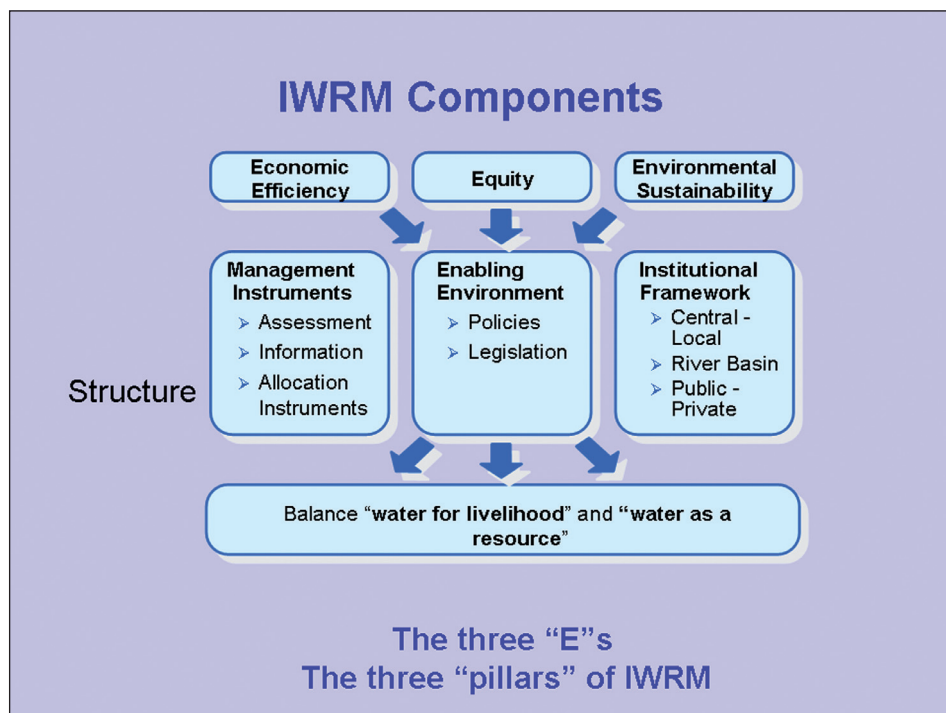 IWRM Components
Economic
Efficiency
Equity
Environmental
Sustainability
Structure
Management
Instruments
Assessment
Information
Allocation
Instruments
Enabling
Environment
Policies
Legislation
Institutional
Framework
Central -
Local
River Basin
Public -
Private
Balance “water for livelihood” and “water as a
resource”
The three “E”s
The three “pillars” of IWRM